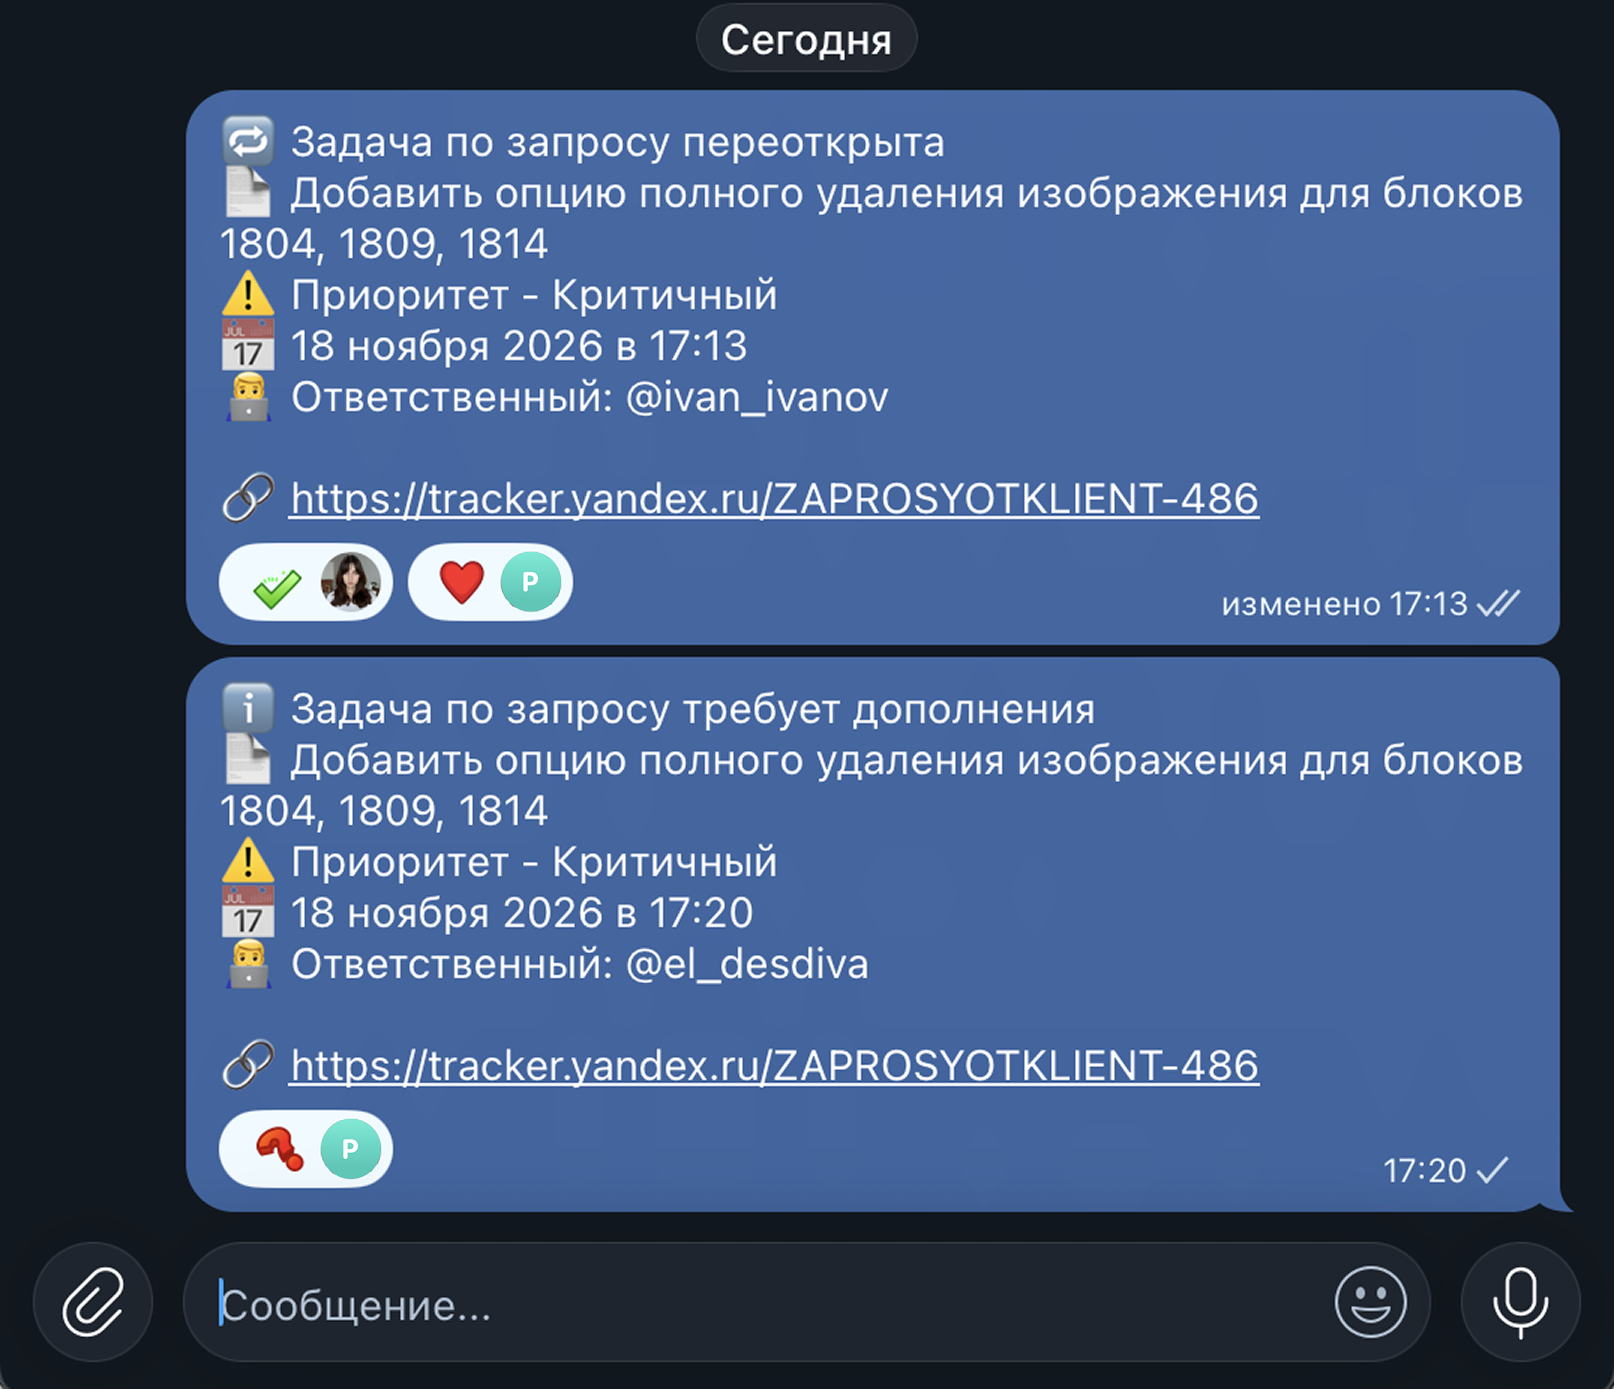 Сегодня
Задача по запросу переоткрыта
Добавить опцию полного удаления изображения для блоков
1804, 1809, 1814
Приоритет - Критичный
18 ноября 2026 в 17:13
Ответственный: @ivan_ivanov
https://tracker.yandex.ru/ZAPROSYOTKLIENT-486
P
изменено 17:13
Задача по запросу требует дополнения
Добавить опцию полного удаления изображения для блоков
1804, 1809, 1814
Приоритет - Критичный
18 ноября 2026 в 17:20
Ответственный: @el_desdiva
https://tracker.yandex.ru/ZAPROSYOTKLIENT-486
P
17:20
Сообщение...